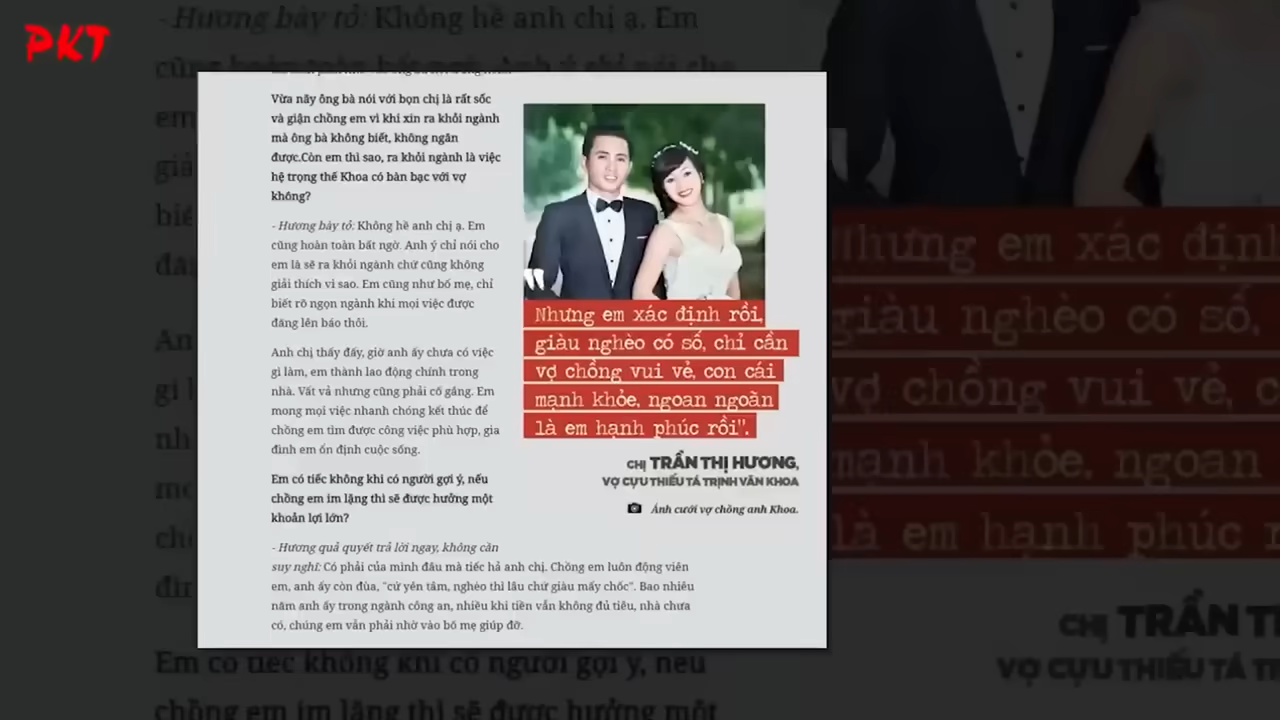 PKT
Vừa nãy ông bà nói với bọn chị là rất sốc
và giận chồng em vì khi xin ra khỏi ngành
mà ông bà không biết, không ngăn
được.Còn em thì sao, ra khỏi ngành là việc
hệ trọng thế Khoa có bàn bạc với vợ
không?
- Hương bày tỏ: Không hề anh chị ạ. Em
cũng hoàn toàn bất ngờ. Anh ý chỉ nói cho
em là sẽ ra khỏi ngành chứ cũng không
giải thích vì sao. Em cũng như bố mẹ, chỉ
biết rõ ngọn ngành khi mọi việc được
đăng lên báo thôi.
Anh chị thấy đấy, giờ anh ấy chưa có việc
gì làm, em thành lao động chính trong
nhà. Vất vả nhưng cũng phải cố gắng. Em
mong mọi việc nhanh chóng kết thúc để
chồng em tìm được công việc phù hợp, gia
đình em ổn định cuộc sống.
Em có tiếc không khi có người gợi ý, nếu
chồng em im lặng thì sẽ được hưởng một
khoản lợi lớn?
- Hương quả quyết trả lời ngay, không cần
suy nghĩ: Có phải của mình đâu mà tiếc hả anh chị. Chồng em luôn động viên
em, anh ấy còn đùa, "cứ yên tâm, nghèo thì lâu chứ giàu mấy chốc". Bao nhiêu
năm anh ấy trong ngành công an, nhiều khi tiền vẫn không đủ tiêu, nhà chưa
có, chúng em vẫn phải nhờ vào bố mẹ giúp đỡ.
Nhưng em xác định rồi,
giàu nghèo có số, chỉ cần
vợ chồng vui vẻ, con cái
mạnh khỏe, ngoan ngoãn
là em hạnh phúc rồi".
CHỊ TRẦN THỊ HƯƠNG,
VỢ CỰU THIẾU TÁ TRỊNH VĂN KHOA
Ảnh cưới vợ chồng anh Khoa.